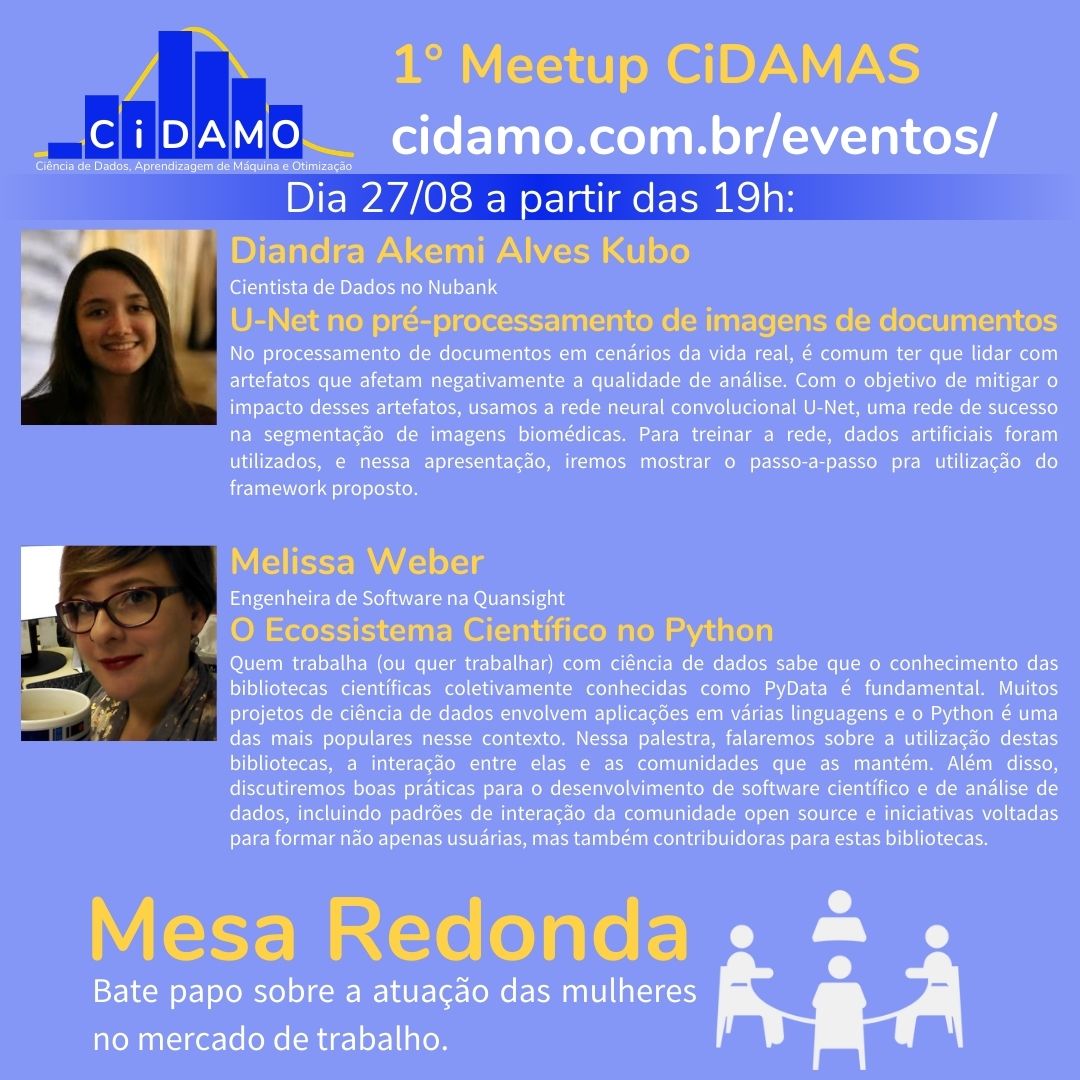 CiDAMO
Ciência de Dados, Aprendizagem de Máquina e Otimização
1° Meetup CiDAMAS
cidamo.com.br/eventos/
Dia 27/08 a partir das 19h:
Diandra Akemi Alves Kubo
Cientista de Dados no Nubank
U-Net no pré-processamento de imagens de documentos
No processamento de documentos em cenários da vida real, é comum ter que lidar com
artefatos que afetam negativamente a qualidade de análise. Com o objetivo de mitigar o
impacto desses artefatos, usamos a rede neural convolucional U-Net, uma rede de sucesso
na segmentação de imagens biomédicas. Para treinar a rede, dados artificiais foram
utilizados, e nessa apresentação, iremos mostrar o passo-a-passo pra utilização do
framework proposto.
Melissa Weber
Engenheira de Software na Quansight
O Ecossistema Científico no Python
Quem trabalha (ou quer trabalhar) com ciência de dados sabe que o conhecimento das
bibliotecas científicas coletivamente conhecidas como PyData é fundamental. Muitos
projetos de ciência de dados envolvem aplicações em várias linguagens e o Python é uma
das mais populares nesse contexto. Nessa palestra, falaremos sobre a utilização destas
bibliotecas, a interação entre elas e as comunidades que as mantém. Além disso,
discutiremos boas práticas para o desenvolvimento de software científico e de análise de
dados, incluindo padrões de interação da comunidade open source e iniciativas voltadas
para formar não apenas usuárias, mas também contribuidoras para estas bibliotecas.
Mesa Redonda
Bate papo sobre a atuação das mulheres
no mercado de trabalho.